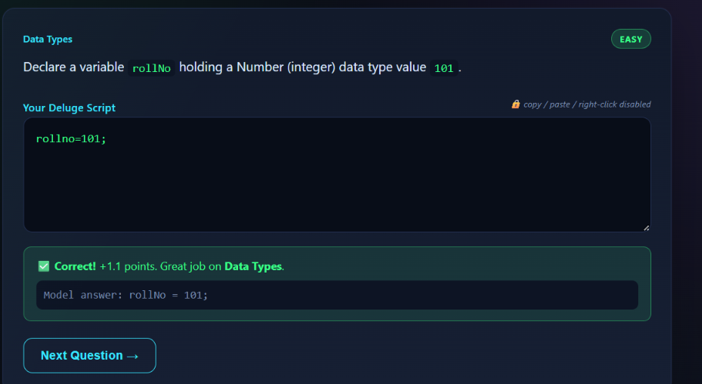 Data Types
EASY
Declare a variable rollNo holding a Number (integer) data type value 101 .
Your Deluge Script
🔒 copy / paste / right-click disabled
rollno=101;
✅ Correct! +1.1 points. Great job on Data Types.
Model answer: rollNo = 101;
Next Question →